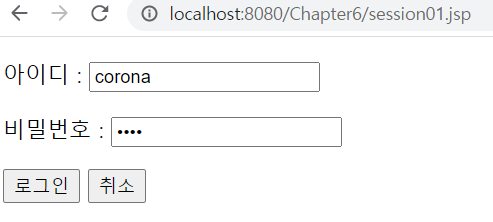 localhost:8080/Chapter6/session01.jsp
아이디 : corona
비밀번호 : ••••
로그인 취소